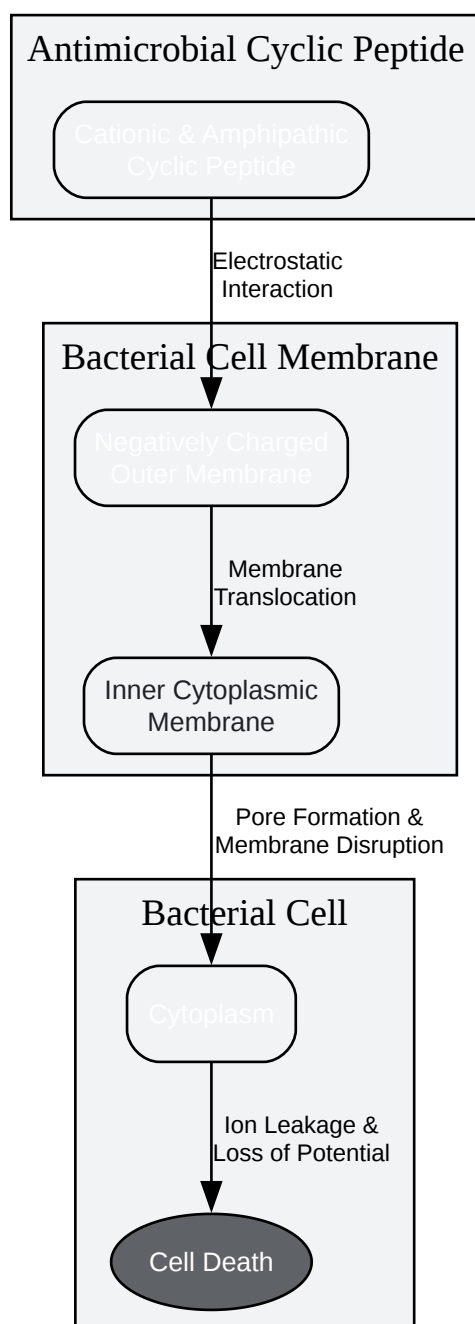 Antimicrobial Cyclic Peptide
Cationic & Amphipathic
Cyclic Peptide
Electrostatic
Interaction
Bacterial Cell Membrane
Negatively Charged
Outer Membrane
Membrane
Translocation
Inner Cytoplasmic
Membrane
Pore Formation &
Membrane Disruption
Bacterial Cell
Cytoplasm
Ion Leakage &
Loss of Potential
Cell Death